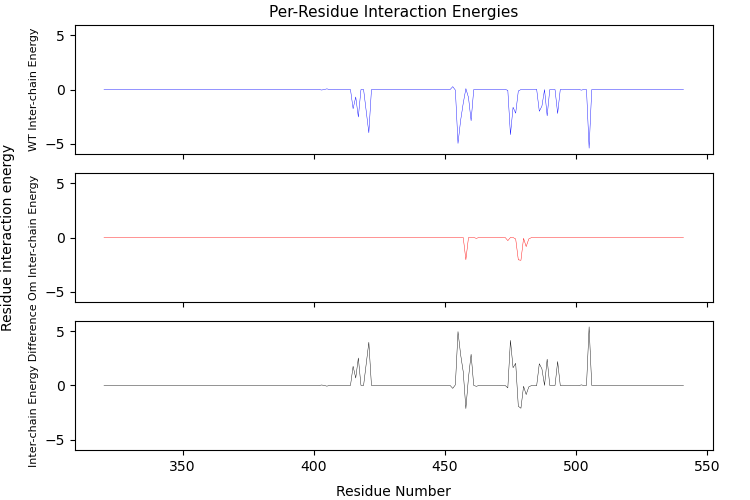 Per-Residue Interaction Energies
Residue interaction energy
WT Inter-chain Energy
5
0
−5
Om Inter-chain Energy
5
0
−5
Inter-chain Energy Difference
5
0
−5
350
400
450
500
550
Residue Number